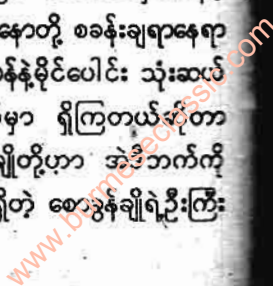 နောတို့ စခန်းချရာနေရာ
န်နဲ့မိုင်ပေါင်း သုံးဆယ်
မှာ ရှိကြတယ်ဆိုတာ
ချိုတို့ဟာ အဲဒီဘက်ကို
ရှိတဲ့ စောခွန်ချိုရဲ့ဦးကြီး
www.burmeseclassic.com